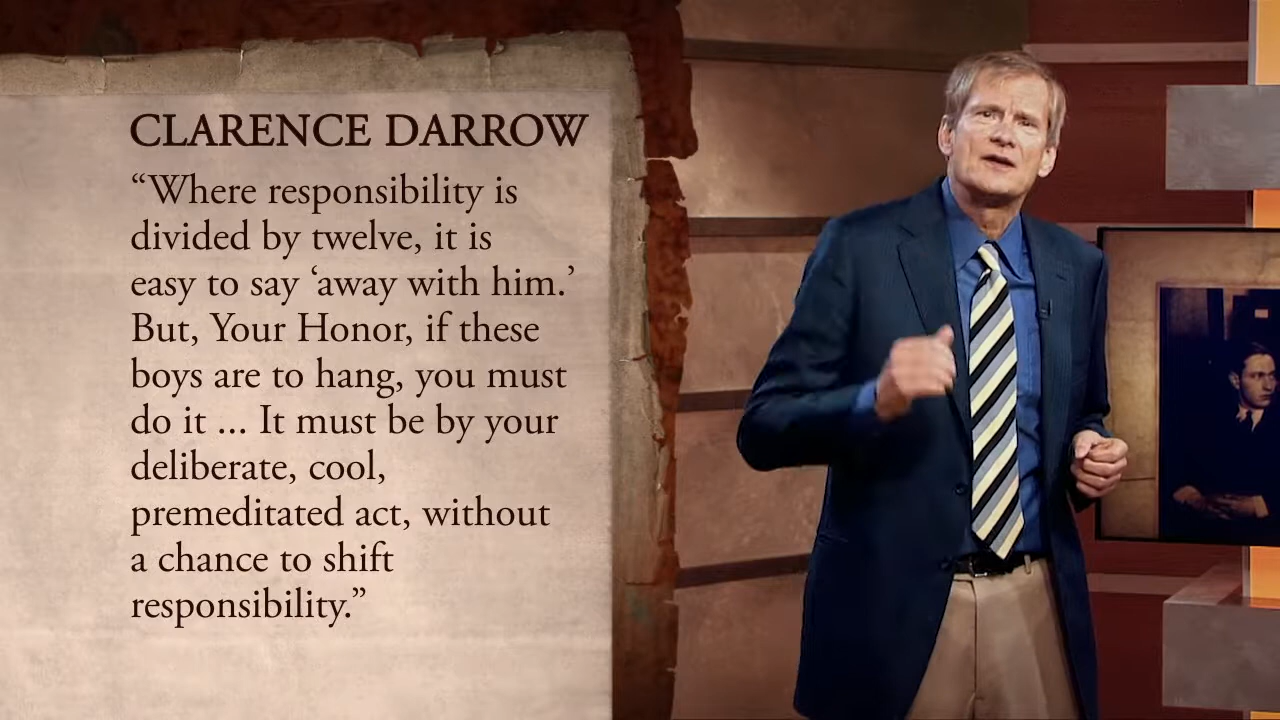 CLARENCE DARROW
“Where responsibility is
divided by twelve, it is
easy to say ‘away with him.’
But, Your Honor, if these
boys are to hang, you must
do it ... It must be by your
deliberate, cool,
premeditated act, without
a chance to shift
responsibility.”